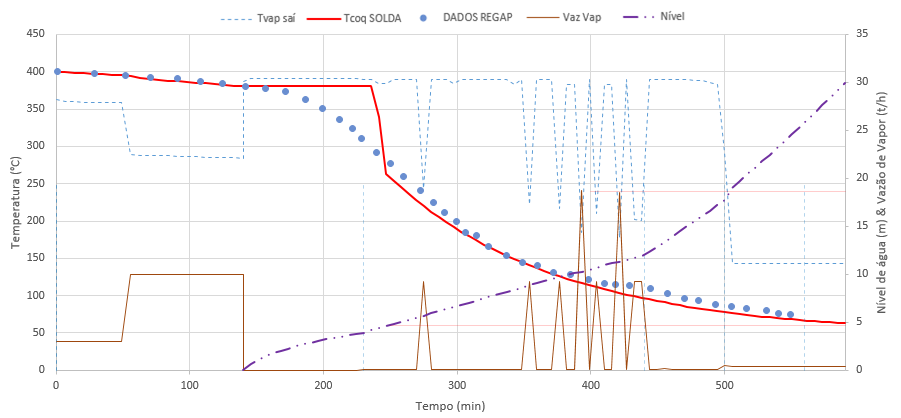 Tvap saí Tcoq SOLDA DADOS REGAP Vaz Vap Nível
450 35
400 30
350 25
300 20
250
200 15
150 10
100 5
50
0 0
0 100 200 300 400 500
Tempo (min)
Temperatura (°C)
Nível de água (m) & Vazão de Vapor (t/h)